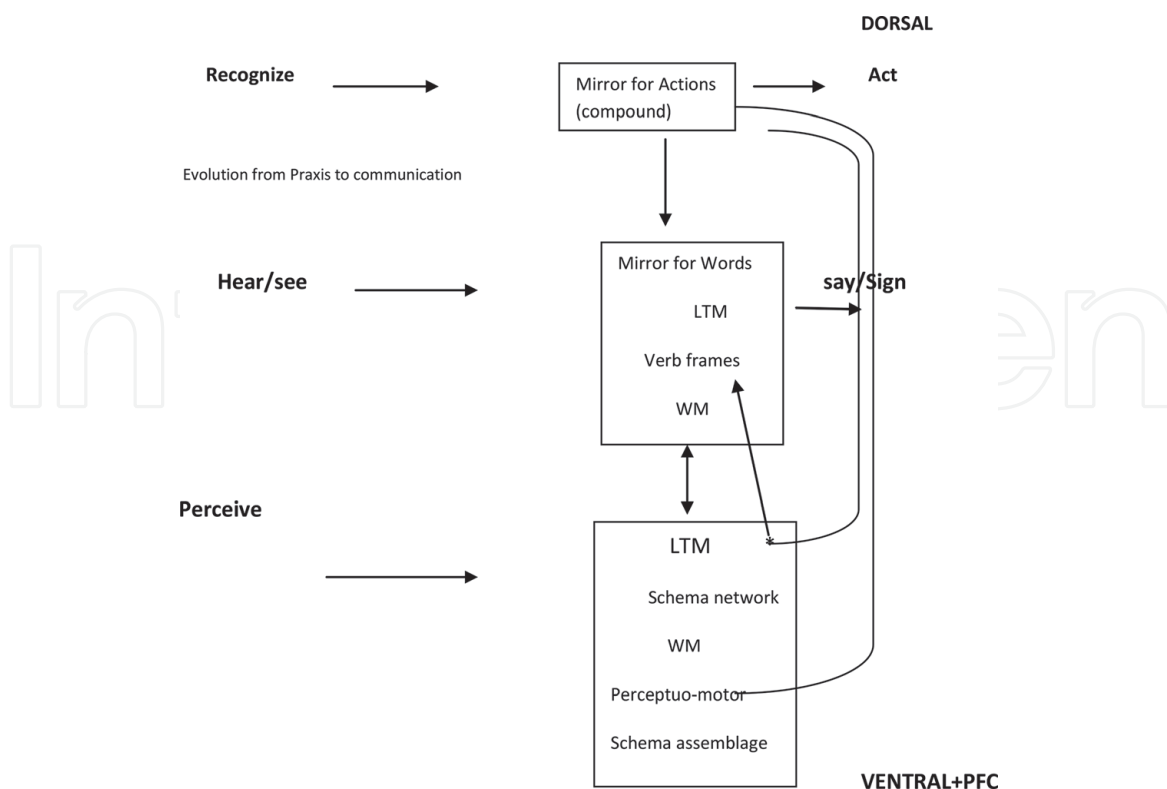 DORSAL
Recognize
Mirror for Actions
(compound)
Act
Evolution from Praxis to communication
Hear/see
Mirror for Words
say/Sign
LTM
Verb frames
WM
Perceive
LTM
*
Schema network
WM
Perceptuo-motor
Schema assemblage
VENTRAL+PFC